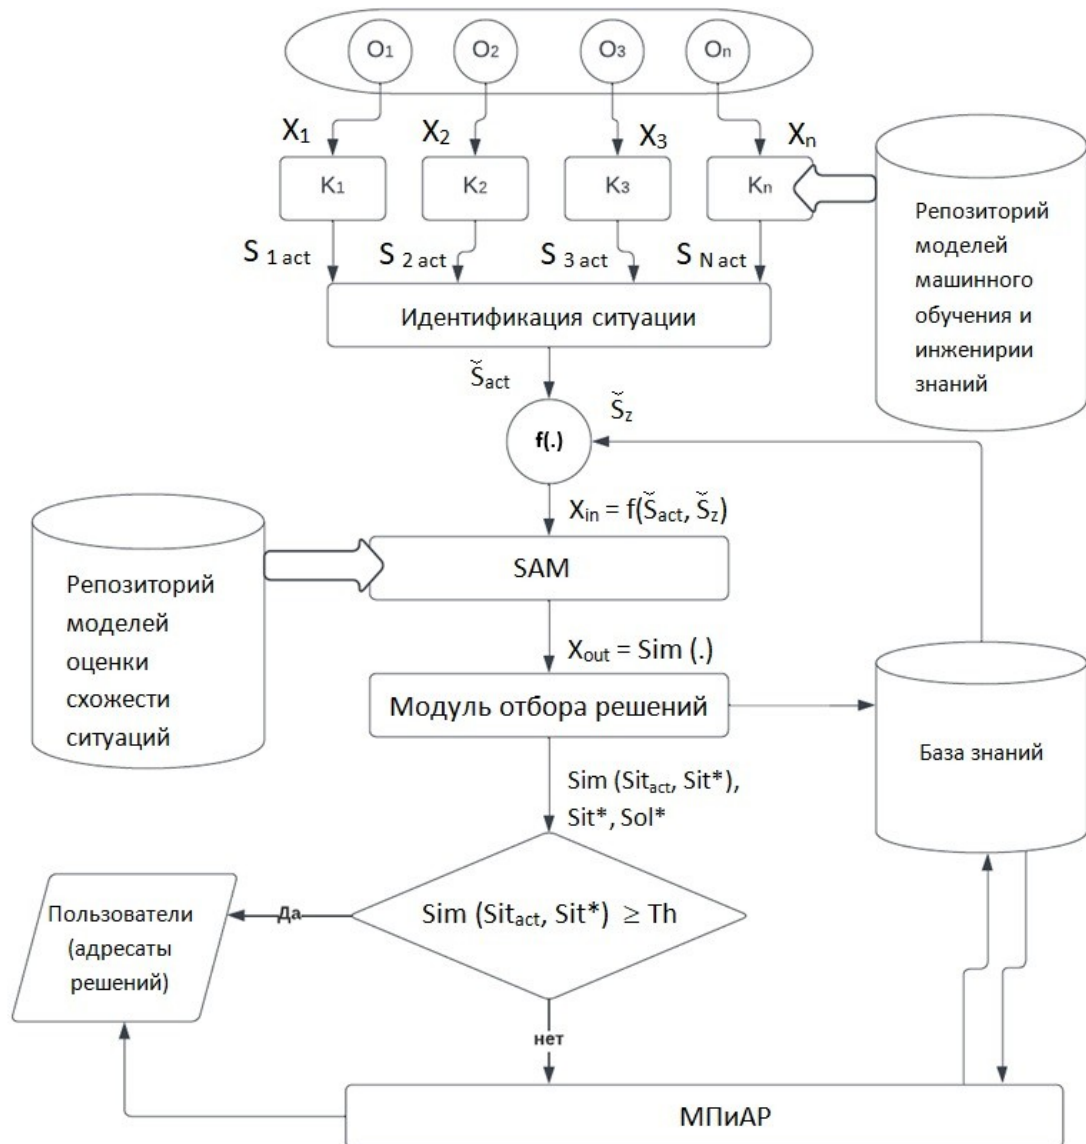 O1 O2 O3 On
X1 X2 X3 Xn
K1 K2 K3 Kn
Репозиторий
моделей
машинного
обучения и
инженирии
знаний
S 1 act S 2 act S 3 act S N act
Идентификация ситуации
S̆act
S̆z
f(.)
Xin = f(S̆act, S̆z)
SAM
Репозиторий
моделей
оценки
схожести
ситуаций
Xout = Sim (.)
Модуль отбора решений
База знаний
Sim (Sitact, Sit*),
Sit*, Sol*
Sim (Sitact, Sit*) ≥ Th
Да
Пользователи
(адресаты
решений)
нет
МПиАР